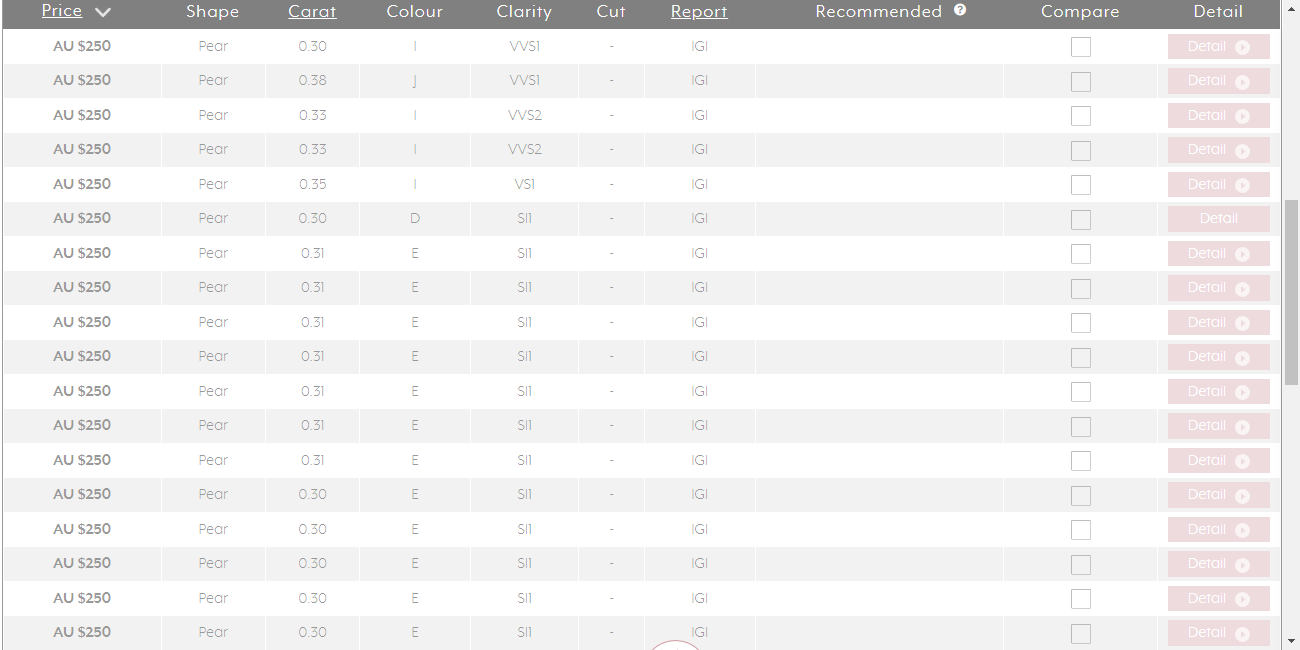 Price Shape Carat Colour Clarity Cut Report Recommended ? Compare Detail
AU $250 Pear 0.30 I VVS1 - IGI Detail
AU $250 Pear 0.38 J VVS1 - IGI Detail
AU $250 Pear 0.33 I VVS2 - IGI Detail
AU $250 Pear 0.33 I VVS2 - IGI Detail
AU $250 Pear 0.35 I VS1 - IGI Detail
AU $250 Pear 0.30 D SI1 - IGI Detail
AU $250 Pear 0.31 E SI1 - IGI Detail
AU $250 Pear 0.31 E SI1 - IGI Detail
AU $250 Pear 0.31 E SI1 - IGI Detail
AU $250 Pear 0.31 E SI1 - IGI Detail
AU $250 Pear 0.31 E SI1 - IGI Detail
AU $250 Pear 0.31 E SI1 - IGI Detail
AU $250 Pear 0.31 E SI1 - IGI Detail
AU $250 Pear 0.30 E SI1 - IGI Detail
AU $250 Pear 0.30 E SI1 - IGI Detail
AU $250 Pear 0.30 E SI1 - IGI Detail
AU $250 Pear 0.30 E SI1 - IGI Detail
AU $250 Pear 0.30 E SI1 - IGI Detail